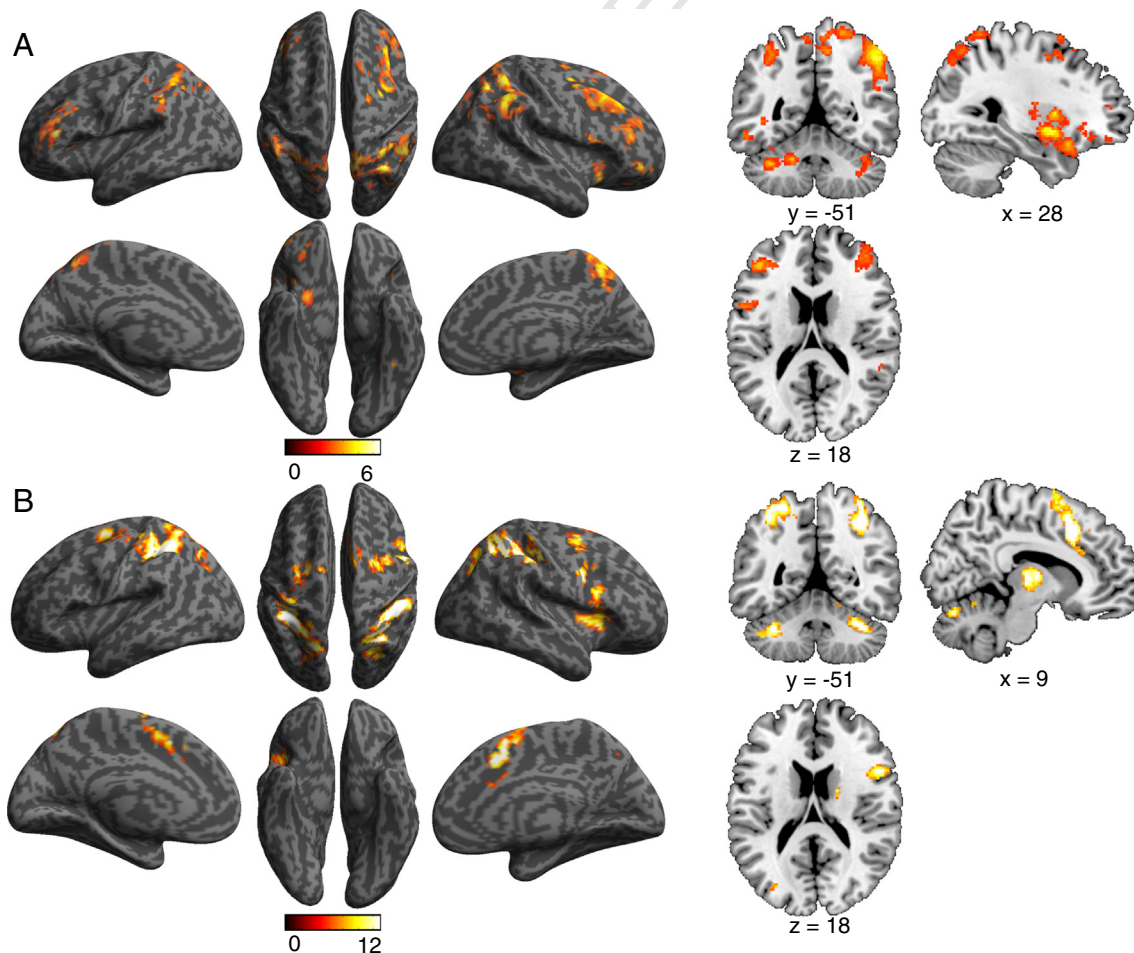 A
y = -51
x = 28
z = 18
0 6
B
y = -51
x = 9
z = 18
0 12